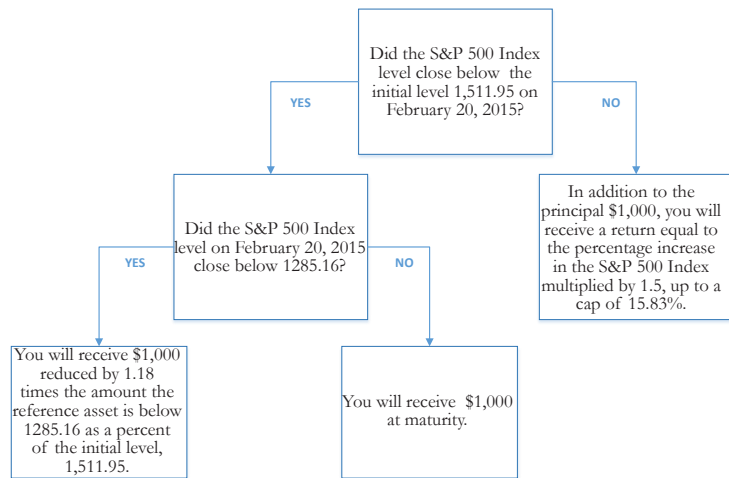 Did the S&P 500 Index
level close below the
initial level 1,511.95 on
February 20, 2015?
YES
NO
Did the S&P 500 Index
level on February 20, 2015
close below 1285.16?
In addition to the
principal $1,000, you will
receive a return equal to
the percentage increase
in the S&P 500 Index
multiplied by 1.5, up to a
cap of 15.83%.
YES
NO
You will receive $1,000
reduced by 1.18
times the amount the
reference asset is below
1285.16 as a percent
of the initial level,
1,511.95.
You will receive $1,000
at maturity.